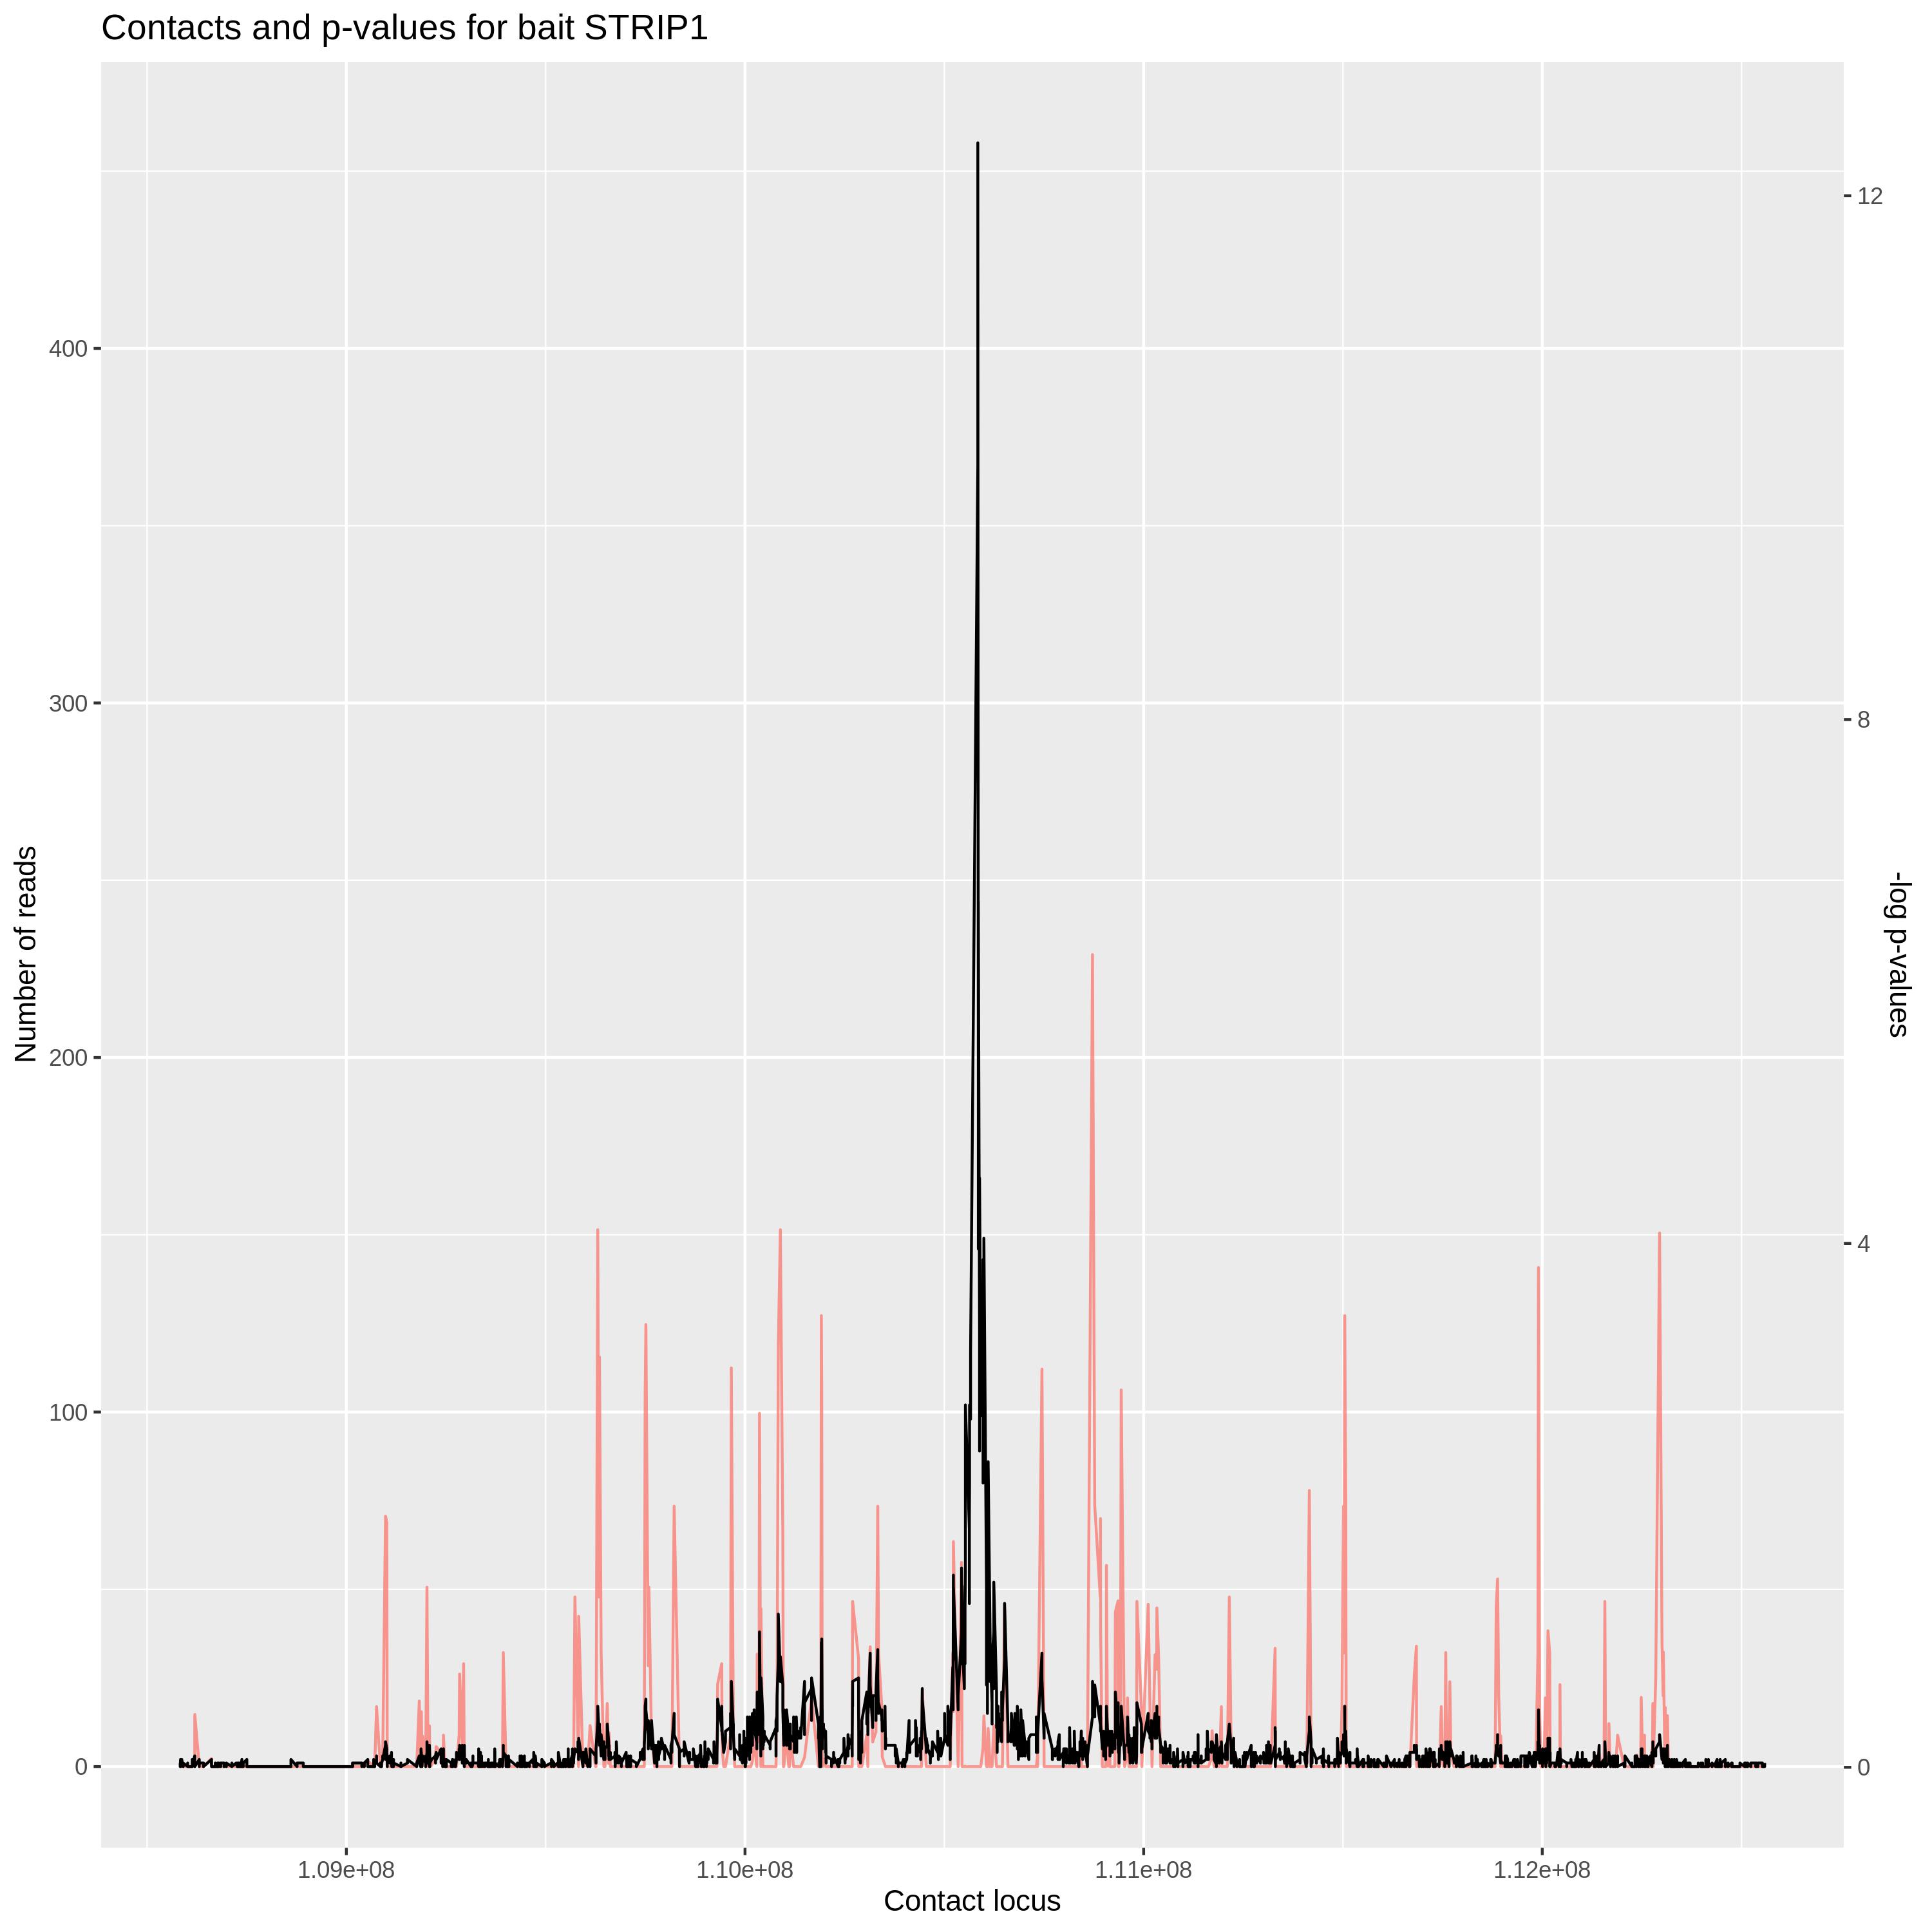 Contacts and p-values for bait STRIP1
12
400
300
8
Number of reads
-log p-values
200
4
100
0
0
1.09e+08
1.10e+08
1.11e+08
1.12e+08
Contact locus